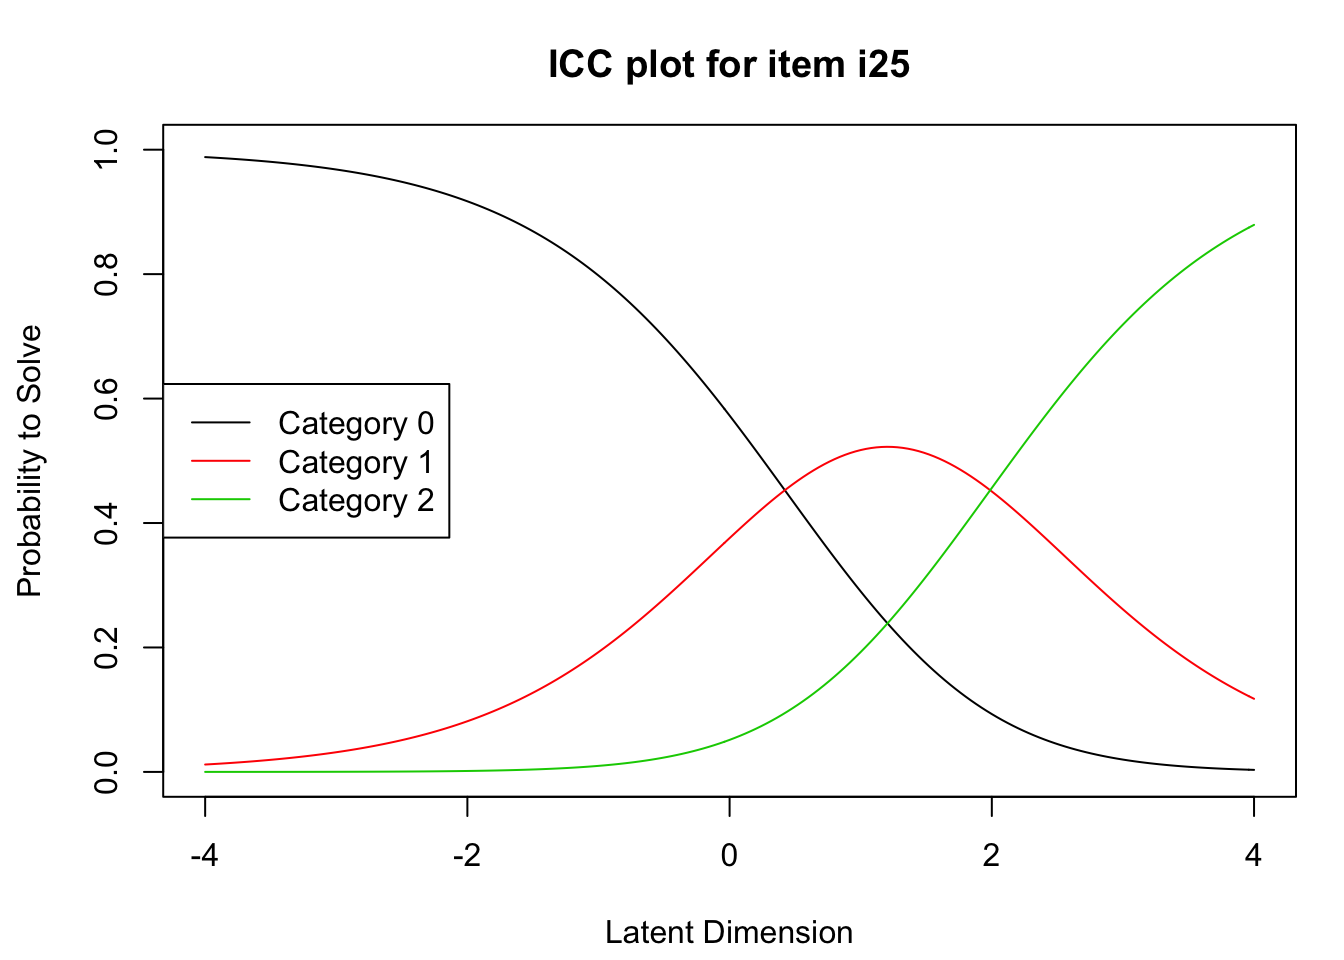 ICC plot for item i25
Probability to Solve
1.0
0.8
0.6
0.4
0.2
0.0
Category 0
Category 1
Category 2
-4
-2
0
2
4
Latent Dimension